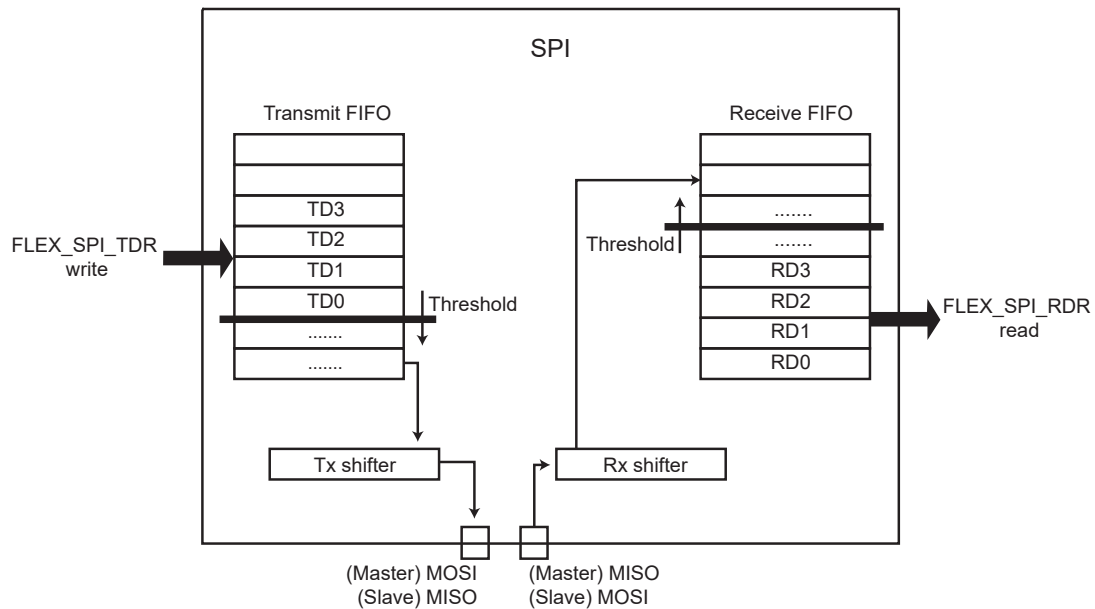 SPI
Transmit FIFO
TD3
TD2
TD1
TD0
.......
.......
FLEX_SPI_TDR
write
Threshold
Receive FIFO
.......
.......
RD3
RD2
RD1
RD0
Threshold
FLEX_SPI_RDR
read
Tx shifter
Rx shifter
(Master) MOSI
(Slave) MISO
(Master) MISO
(Slave) MOSI